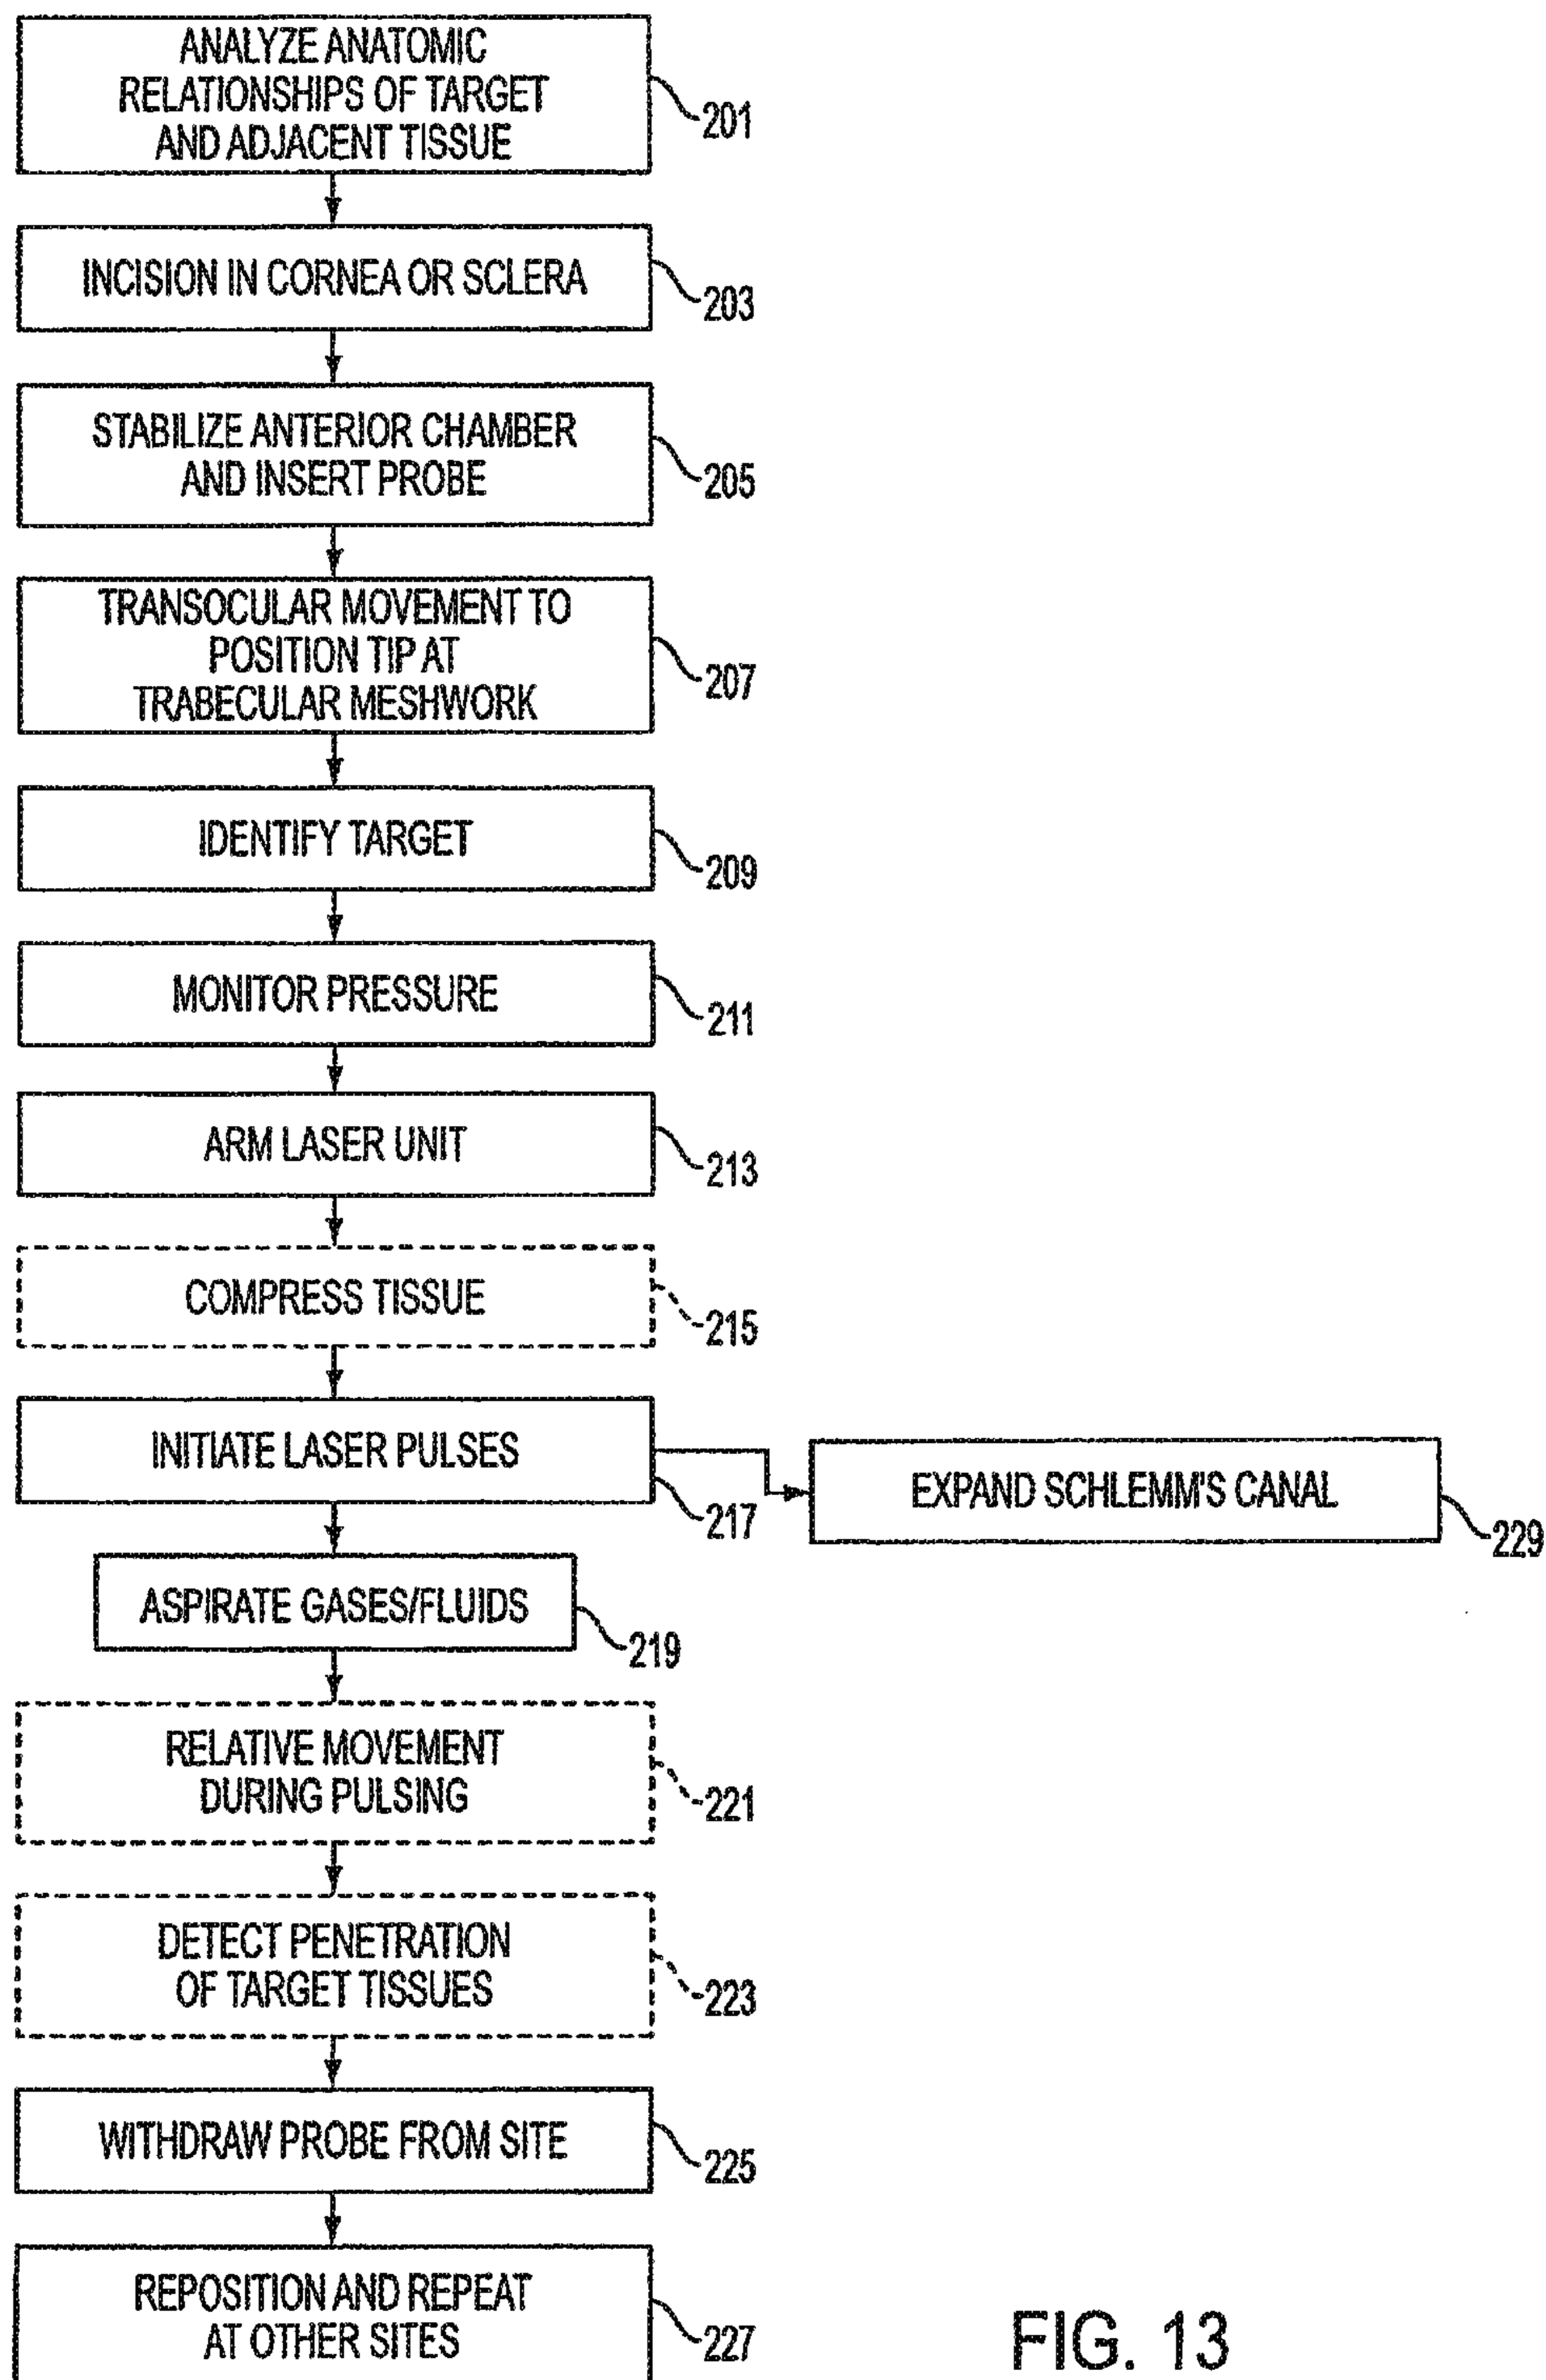 ANALYZE ANATOMIC
RELATIONSHIPS OF TARGET
AND ADJACENT TISSUE
201
INCISION IN CORNEA OR SCLERA
203
STABILIZE ANTERIOR CHAMBER
AND INSERT PROBE
205
TRANSOCULAR MOVEMENT TO
POSITION TIP AT
TRABECULAR MESHWORK
207
IDENTIFY TARGET
209
MONITOR PRESSURE
211
ARM LASER UNIT
213
COMPRESS TISSUE
215
INITIATE LASER PULSES
217
EXPAND SCHLEMM'S CANAL
229
ASPIRATE GASES/FLUIDS
219
RELATIVE MOVEMENT
DURING PULSING
221
DETECT PENETRATION
OF TARGET TISSUES
223
WITHDRAW PROBE FROM SITE
225
REPOSITION AND REPEAT
AT OTHER SITES
227
FIG. 13